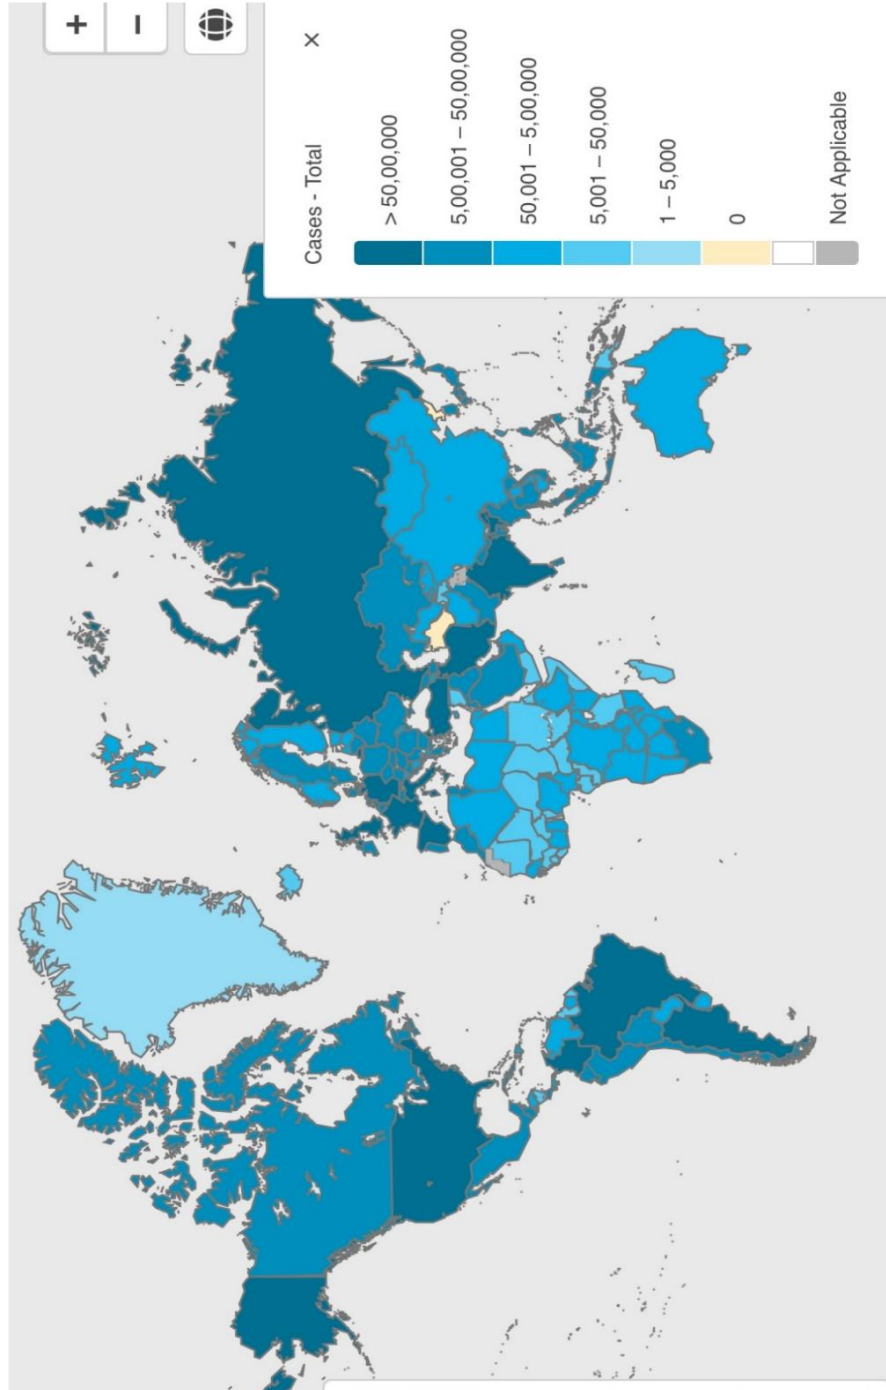 +
−
Cases - Total
×
> 50,00,000
5,00,001 – 50,00,000
50,001 – 5,00,000
5,001 – 50,000
1 – 5,000
0
Not Applicable